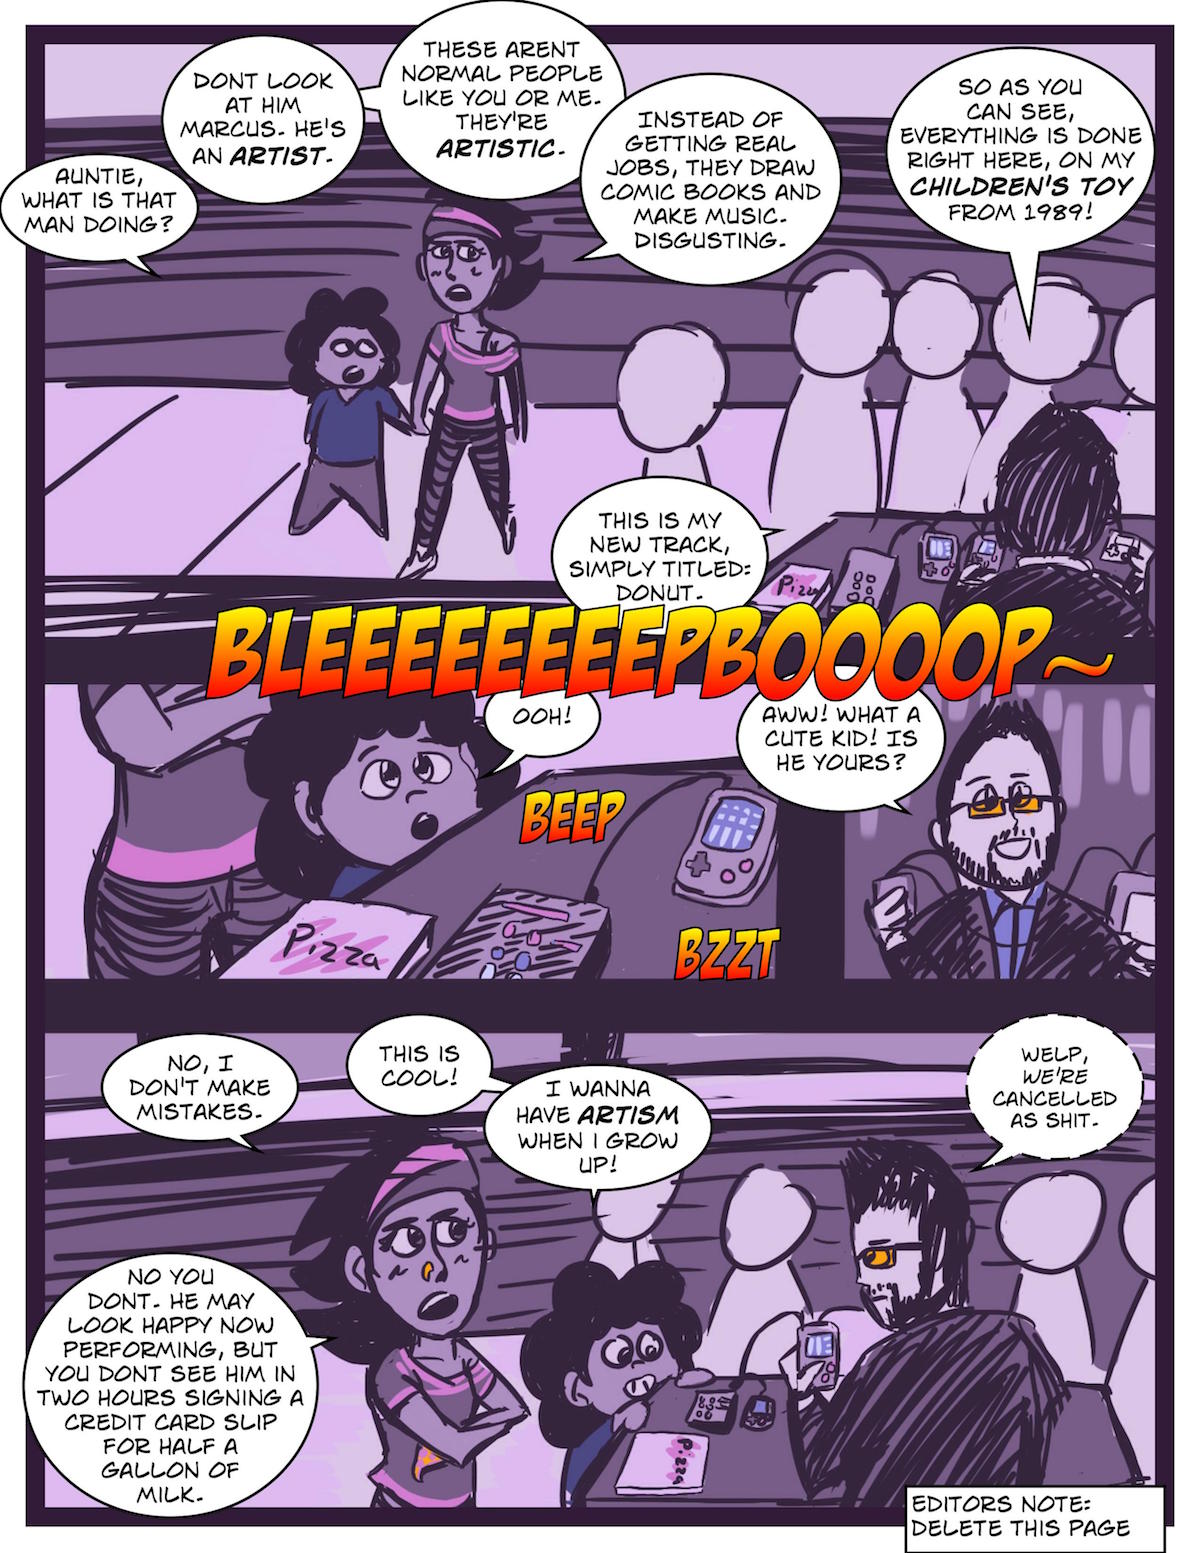 AUNTIE,
WHAT IS THAT
MAN DOING?
DONT LOOK
AT HIM
MARCUS. HE'S
AN ARTIST.
THESE ARENT
NORMAL PEOPLE
LIKE YOU OR ME.
THEY'RE
ARTISTIC.
INSTEAD OF
GETTING REAL
JOBS, THEY DRAW
COMIC BOOKS AND
MAKE MUSIC.
DISGUSTING.
SO AS YOU
CAN SEE,
EVERYTHING IS DONE
RIGHT HERE, ON MY
CHILDREN'S TOY
FROM 1989!
THIS IS MY
NEW TRACK,
SIMPLY TITLED:
DONUT.
Pizza
BLEEEEEEEEPBOOOOP~
OOH!
BEEP
BZZT
Pizza
AWW! WHAT A
CUTE KID! IS
HE YOURS?
NO, I
DON'T MAKE
MISTAKES.
THIS IS
COOL!
I WANNA
HAVE ARTISM
WHEN I GROW
UP!
WELP,
WE'RE
CANCELLED
AS SHIT.
NO YOU
DONT. HE MAY
LOOK HAPPY NOW
PERFORMING, BUT
YOU DONT SEE HIM IN
TWO HOURS SIGNING A
CREDIT CARD SLIP
FOR HALF A
GALLON OF
MILK.
Pizza
EDITORS NOTE:
DELETE THIS PAGE